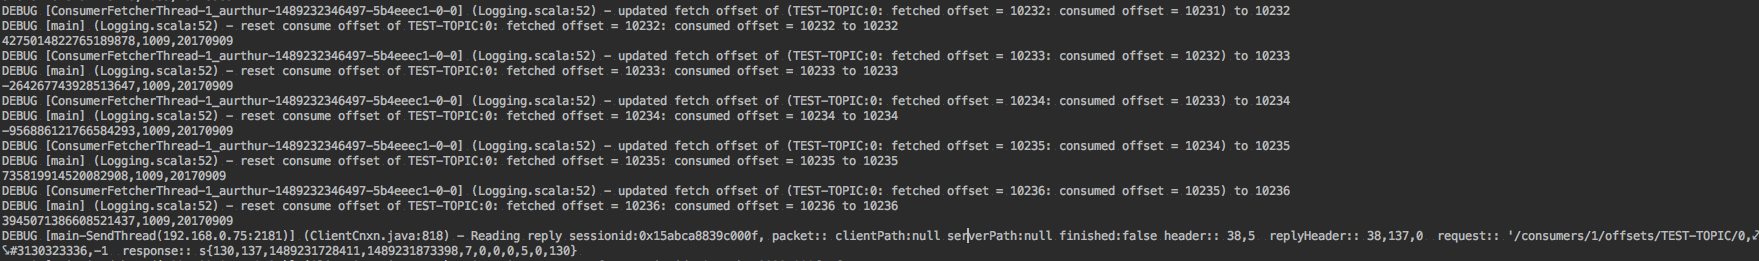 DEBUG [ConsumerFetcherThread-1_aurthur-1489232346497-5b4eeec1-0-0] (Logging.scala:52) - updated fetch offset of (TEST-TOPIC:0: fetched offset = 10232: consumed offset = 10231) to 10232
DEBUG [main] (Logging.scala:52) - reset consume offset of TEST-TOPIC:0: fetched offset = 10232: consumed offset = 10232 to 10232
4275014822765189878,1009,20170909
DEBUG [ConsumerFetcherThread-1_aurthur-1489232346497-5b4eeec1-0-0] (Logging.scala:52) - updated fetch offset of (TEST-TOPIC:0: fetched offset = 10233: consumed offset = 10232) to 10233
DEBUG [main] (Logging.scala:52) - reset consume offset of TEST-TOPIC:0: fetched offset = 10233: consumed offset = 10233 to 10233
-264267743928513647,1009,20170909
DEBUG [ConsumerFetcherThread-1_aurthur-1489232346497-5b4eeec1-0-0] (Logging.scala:52) - updated fetch offset of (TEST-TOPIC:0: fetched offset = 10234: consumed offset = 10233) to 10234
DEBUG [main] (Logging.scala:52) - reset consume offset of TEST-TOPIC:0: fetched offset = 10234: consumed offset = 10234 to 10234
-956886121766584293,1009,20170909
DEBUG [ConsumerFetcherThread-1_aurthur-1489232346497-5b4eeec1-0-0] (Logging.scala:52) - updated fetch offset of (TEST-TOPIC:0: fetched offset = 10235: consumed offset = 10234) to 10235
DEBUG [main] (Logging.scala:52) - reset consume offset of TEST-TOPIC:0: fetched offset = 10235: consumed offset = 10235 to 10235
735819914520082908,1009,20170909
DEBUG [ConsumerFetcherThread-1_aurthur-1489232346497-5b4eeec1-0-0] (Logging.scala:52) - updated fetch offset of (TEST-TOPIC:0: fetched offset = 10236: consumed offset = 10235) to 10236
DEBUG [main] (Logging.scala:52) - reset consume offset of TEST-TOPIC:0: fetched offset = 10236: consumed offset = 10236 to 10236
3945071386608521437,1009,20170909
DEBUG [main-SendThread(192.168.0.75:2181)] (ClientCnxn.java:818) - Reading reply sessionid:0x15abca8839c000f, packet:: clientPath:null serverPath:null finished:false header:: 38,5  replyHeader:: 38,137,0  request:: '/consumers/1/offsets/TEST-TOPIC/0,
#3130323336,-1  response:: s{130,137,1489231728411,1489231873398,7,0,0,0,5,0,130}